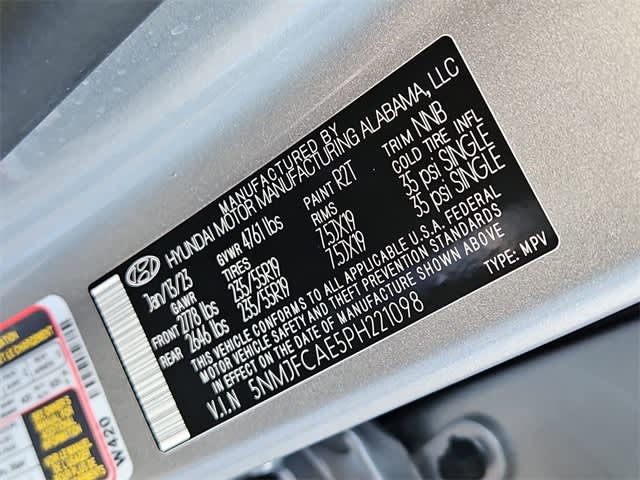 MANUFACTURED BY
HYUNDAI MOTOR MANUFACTURING ALABAMA, LLC
Jan/13/23 GVWR 4761 lbs PAINT R2T TRIM NNB
GAWR TIRES RIMS COLD TIRE INFL
FRONT 2778 lbs 235/55R19 7.5JX19 35 psi SINGLE
REAR 2646 lbs 235/55R19 7.5JX19 35 psi SINGLE
THIS VEHICLE CONFORMS TO ALL APPLICABLE U.S.A. FEDERAL
MOTOR VEHICLE SAFETY AND THEFT PREVENTION STANDARDS
IN EFFECT ON THE DATE OF MANUFACTURE SHOWN ABOVE
V.I.N 5NMJFCAE5PH221098 TYPE: MPV
W420